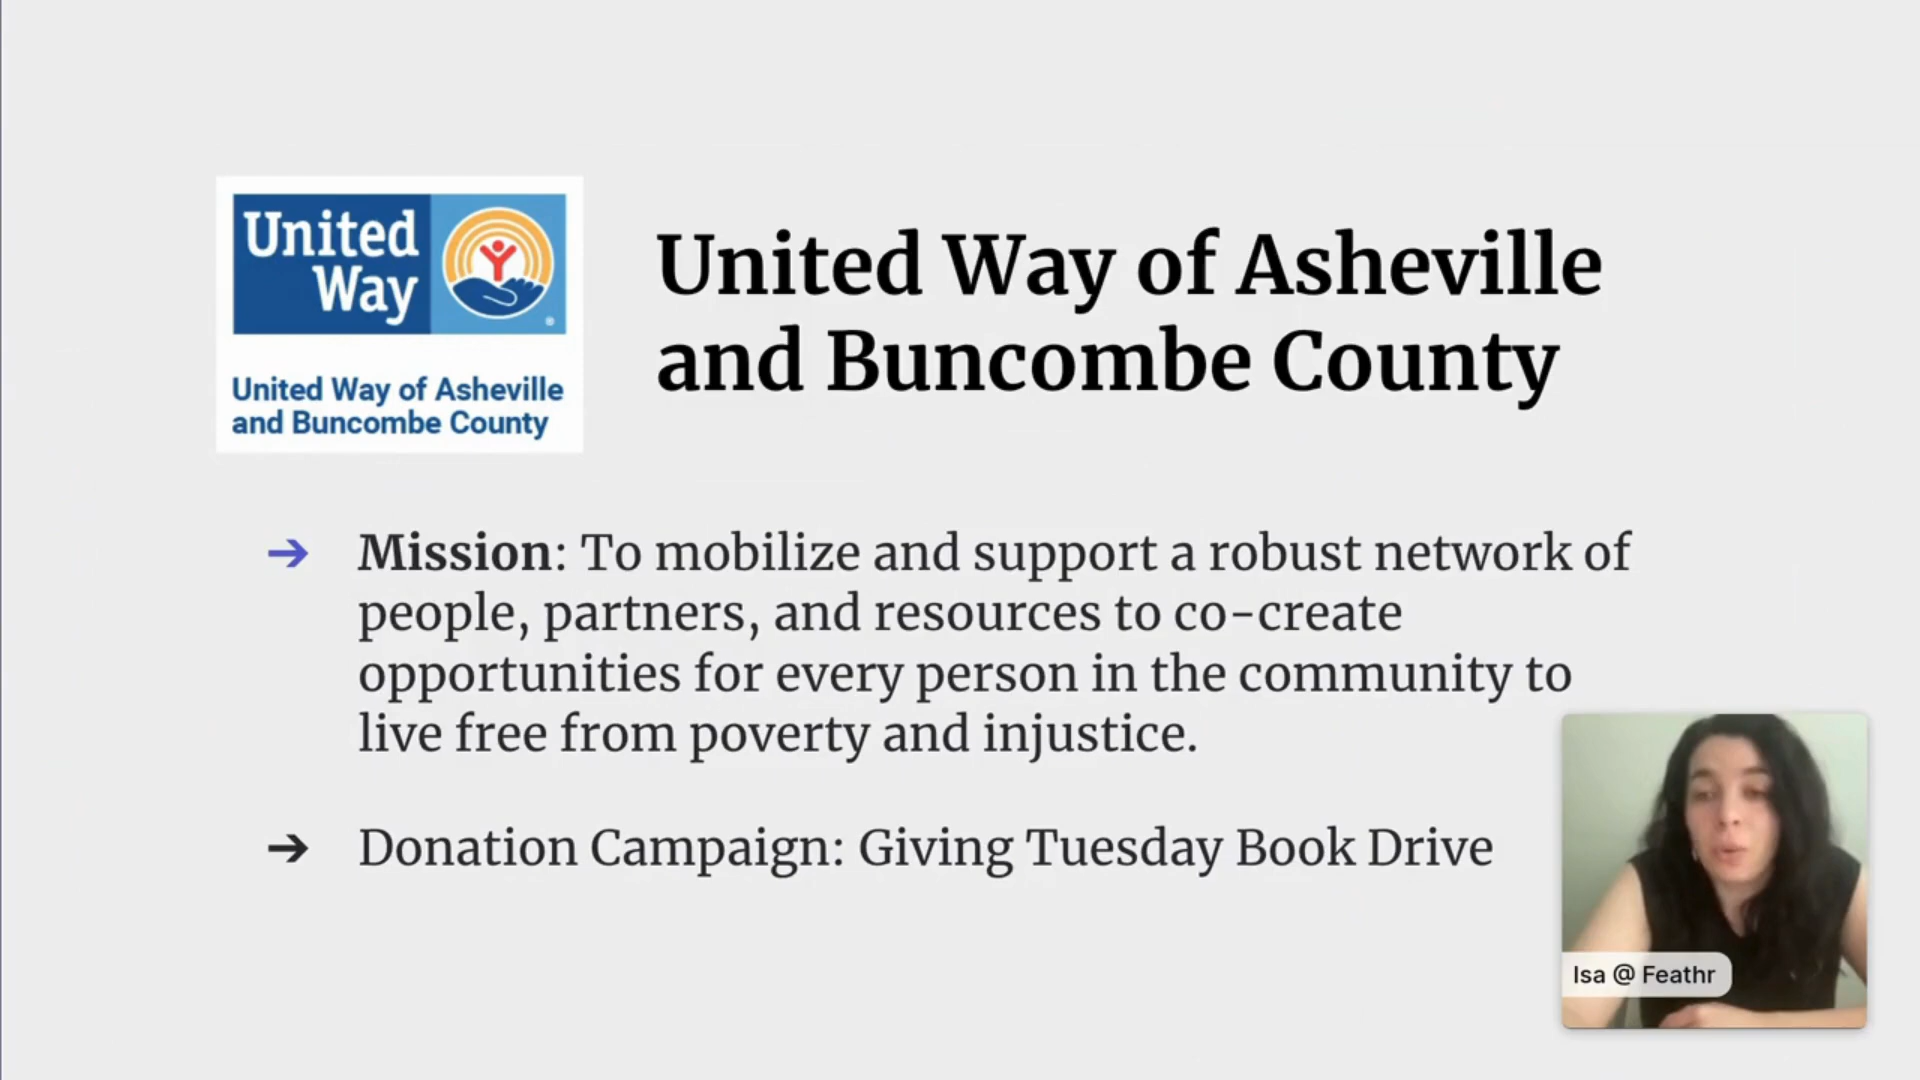 United
Way
®
United Way of Asheville
and Buncombe County
United Way of Asheville
and Buncombe County
➔ Mission: To mobilize and support a robust network of
people, partners, and resources to co-create
opportunities for every person in the community to
live free from poverty and injustice.
➔ Donation Campaign: Giving Tuesday Book Drive
Isa @ Feathr